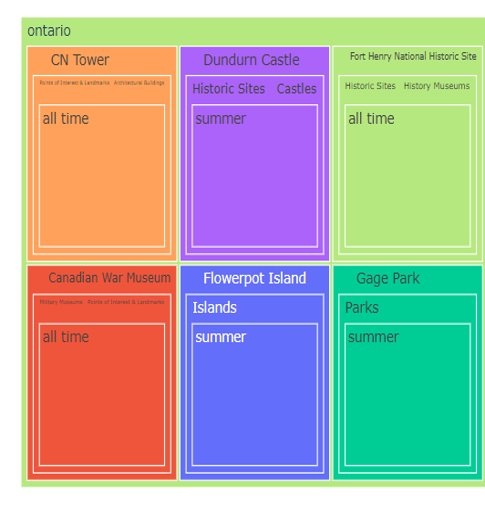 ontario
CN Tower
Points of Interest & Landmarks   Architectural Buildings
all time
Dundurn Castle
Historic Sites   Castles
summer
Fort Henry National Historic Site
Historic Sites   History Museums
all time
Canadian War Museum
Military Museums   Points of Interest & Landmarks
all time
Flowerpot Island
Islands
summer
Gage Park
Parks
summer